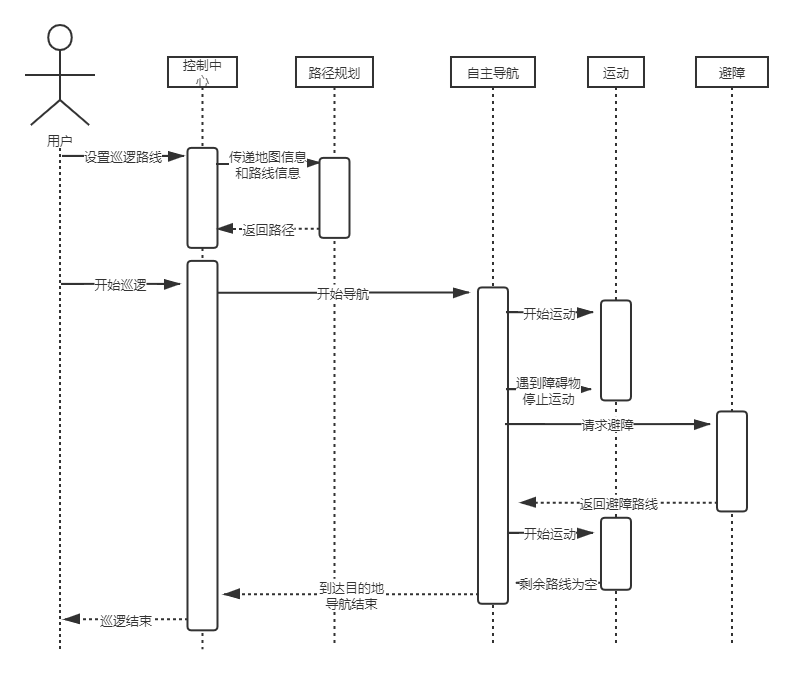 控制中
心
路径规划
自主导航
运动
避障
用户
设置巡逻路线
传递地图信息
和路线信息
返回路径
开始巡逻
开始导航
开始运动
遇到障碍物
停止运动
请求避障
返回避障路线
开始运动
剩余路线为空
到达目的地
导航结束
巡逻结束